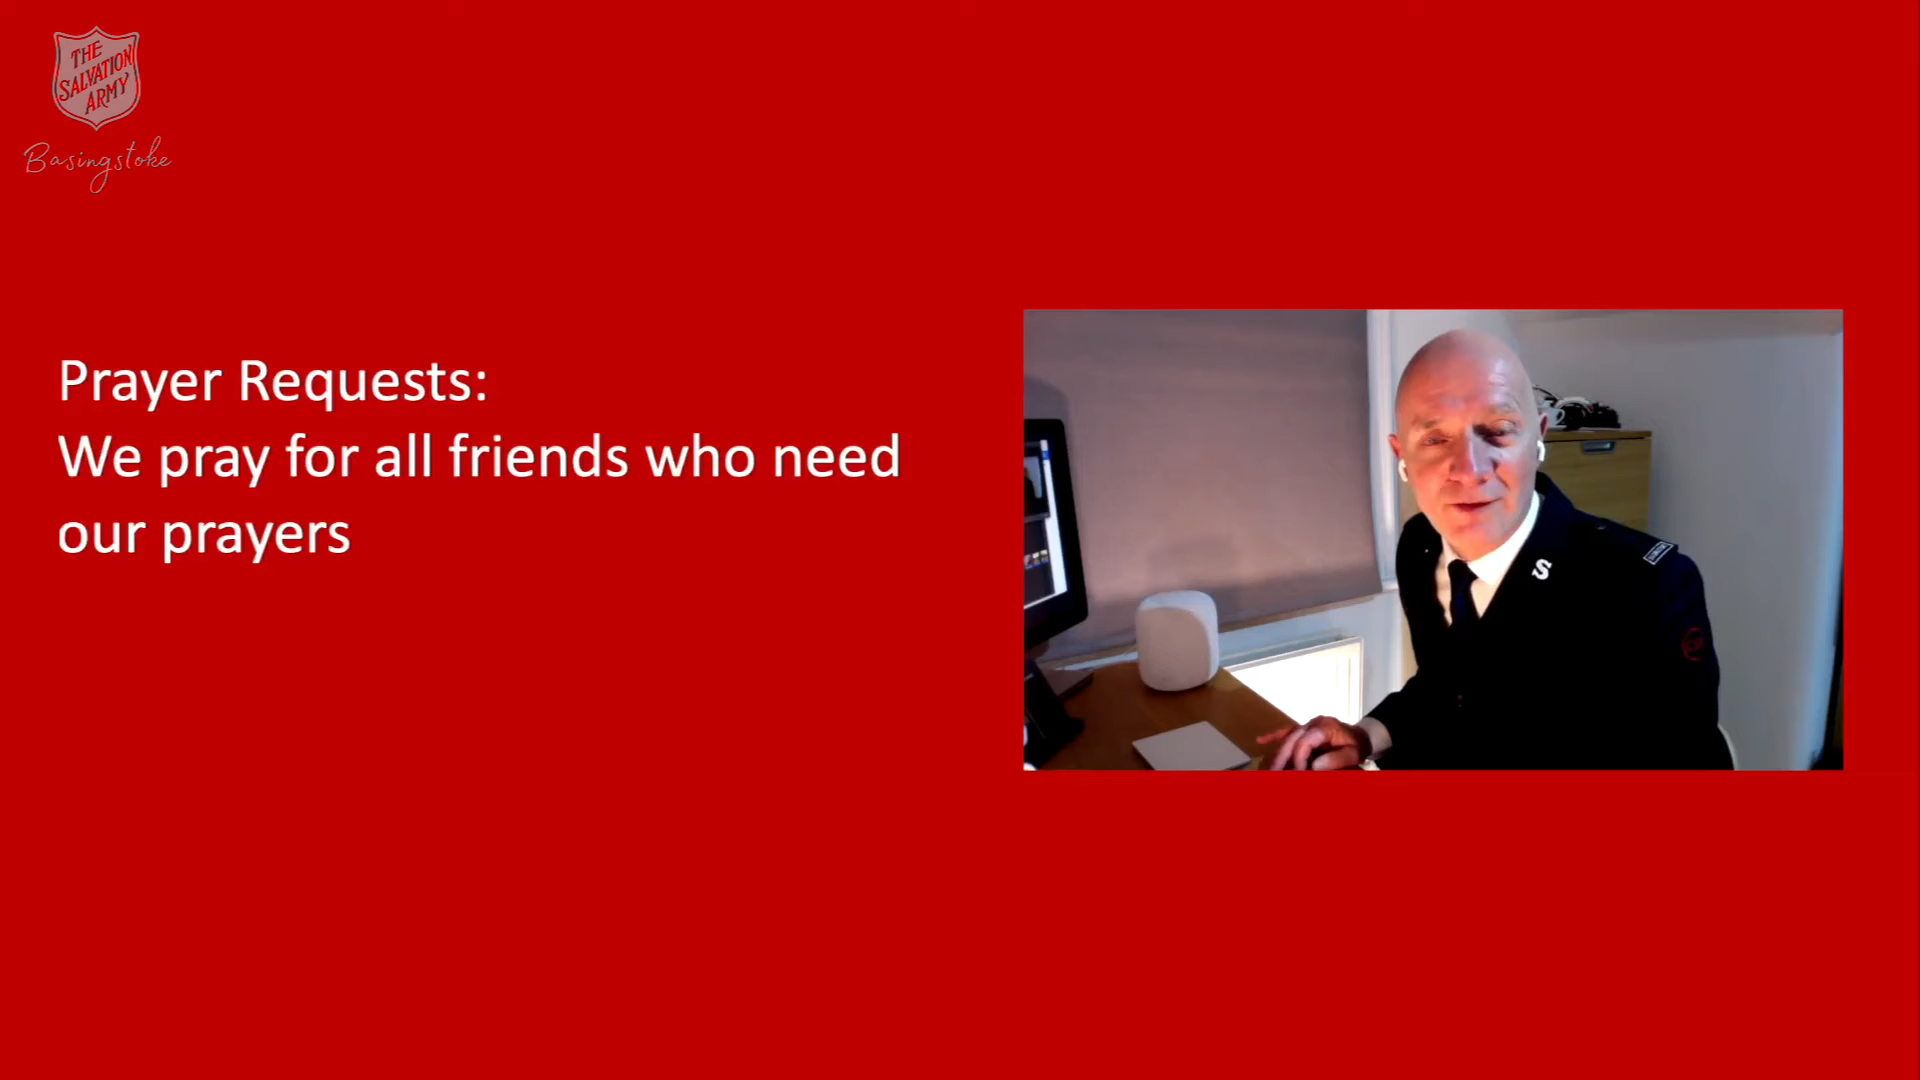 THE
SALVATION
ARMY
Basingstoke
Prayer Requests:
We pray for all friends who need
our prayers
S